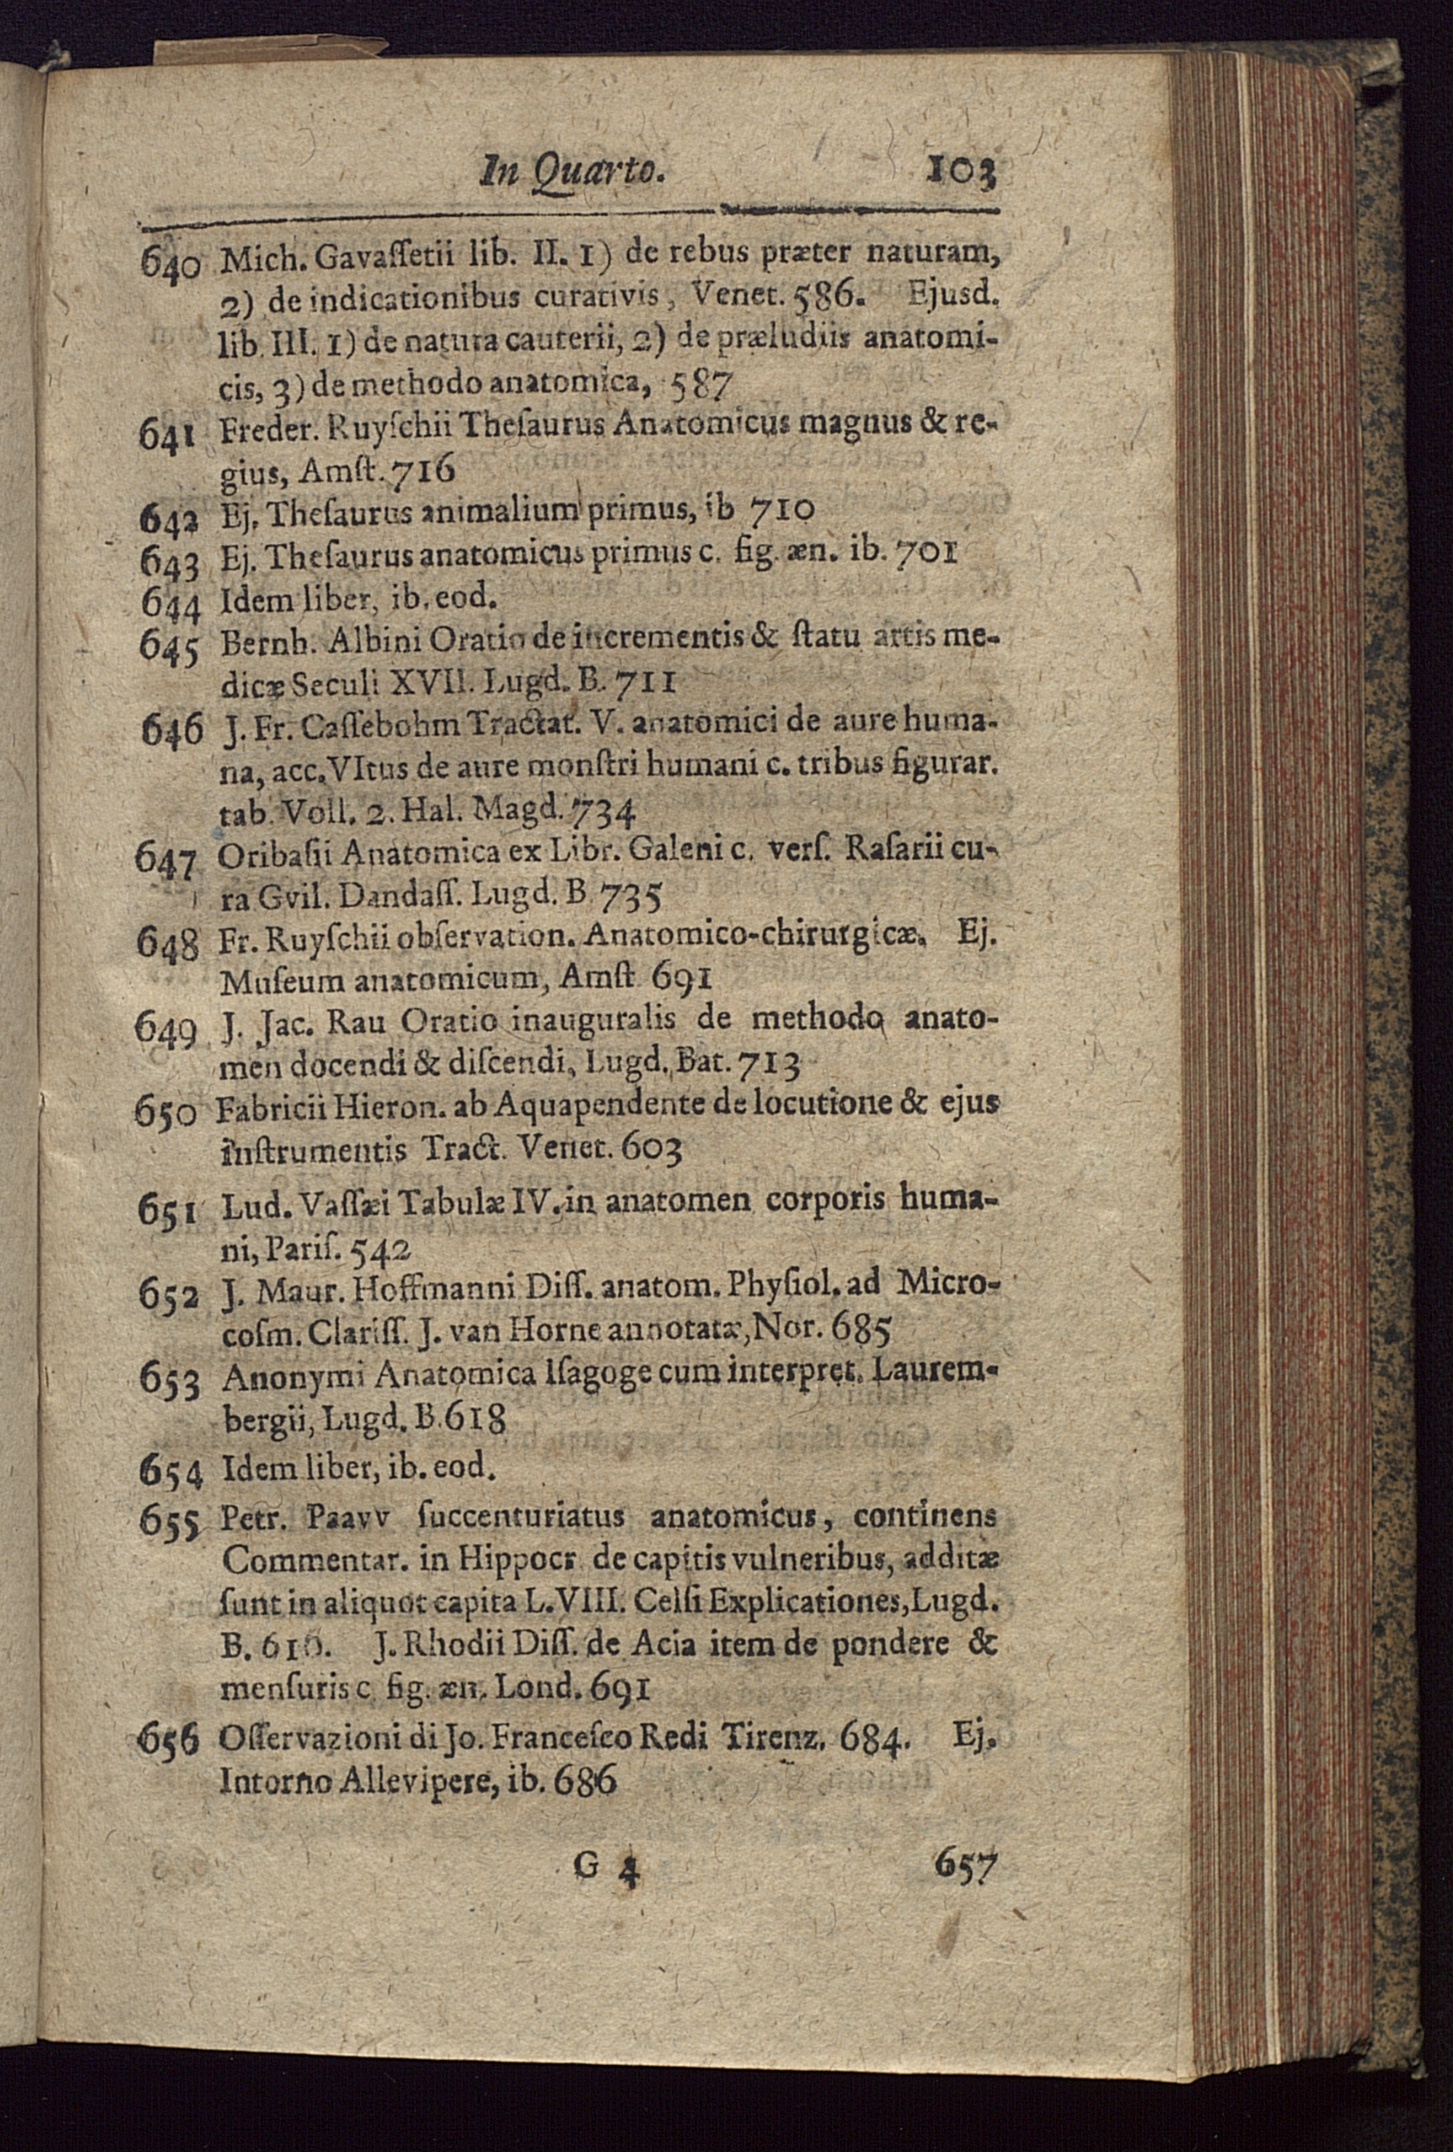 In Quarto. 103
640 Mich. Gavaſſetii lib. II. 1) de rebus præter naturam,
2) de indicationibus curativis, Venet. 586. Ejusd.
lib. III. 1) de natura cauterii, 2) de præludiis anatomi-
cis, 3) de methodo anatomica, 587
641 Freder. Ruyſchii Theſaurus Anatomicus magnus & re-
gius, Amſt. 716
642 Ej. Theſaurus animalium primus, ib 710
643 Ej. Theſaurus anatomicus primus c. fig. æn. ib. 701
644 Idem liber, ib. eod.
645 Bernh. Albini Oratio de incrementis & ſtatu artis me-
dicæ Seculi XVII. Lugd. B. 711
646 J. Fr. Caſſebohm Tractat. V. anatomici de aure huma-
na, acc. VItus de aure monſtri humani c. tribus figurar.
tab. Voll. 2. Hal. Magd. 734
647 Oribaſii Anatomica ex Libr. Galeni c. verſ. Raſarii cu-
ra Gvil. Dandaſſ. Lugd. B. 735
648 Fr. Ruyſchii obſervation. Anatomico-chirurgicæ. Ej.
Muſeum anatomicum, Amſt 691
649 J. Jac. Rau Oratio inauguralis de methodo anato-
men docendi & diſcendi, Lugd. Bat. 713
650 Fabricii Hieron. ab Aquapendente de locutione & ejus
inſtrumentis Tract. Venet. 603
651 Lud. Vaſſæi Tabulæ IV. in anatomen corporis huma-
ni, Pariſ. 542
652 J. Maur. Hoffmanni Diſſ. anatom. Phyſiol. ad Micro-
coſm. Clariſſ. J. van Horne annotatæ, Nor. 685
653 Anonymi Anatomica Iſagoge cum interpret. Laurem-
bergii, Lugd. B. 618
654 Idem liber, ib. eod.
655 Petr. Paavv ſuccenturiatus anatomicus, continens
Commentar. in Hippocr. de capitis vulneribus, additæ
ſunt in aliquot capita L. VIII. Celſi Explicationes, Lugd.
B. 616. J. Rhodii Diſſ. de Acia item de pondere &
menſuris c fig. æn. Lond. 691
656 Oſſervazioni di Jo. Franceſco Redi Tirenz. 684. Ej.
Intorno Allevipere, ib. 686
G 4 657